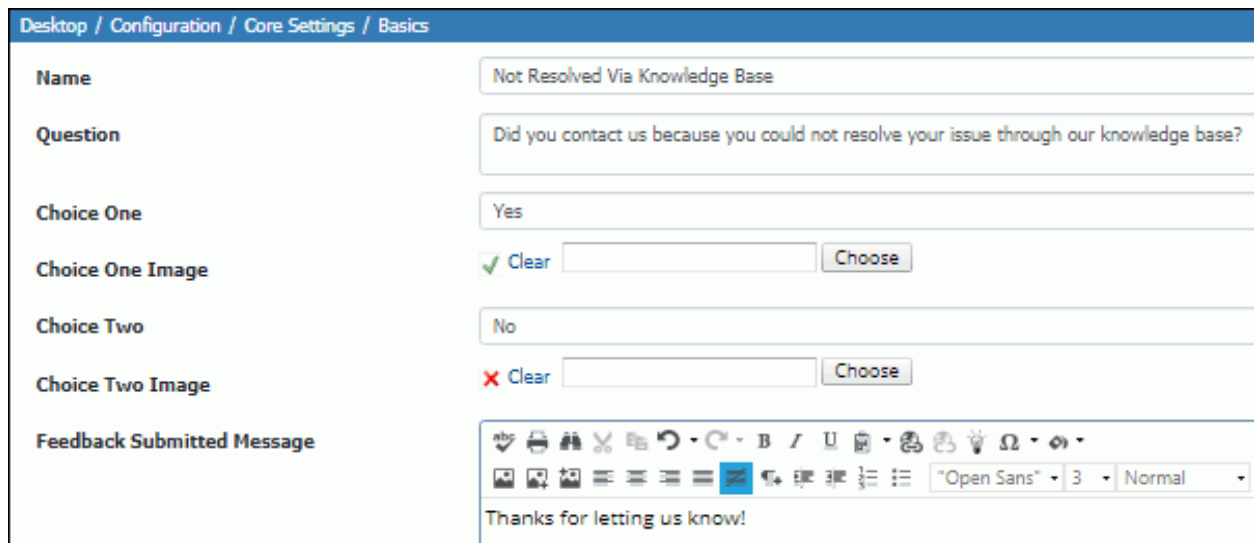 Desktop / Configuration / Core Settings / Basics
Name
Not Resolved Via Knowledge Base
Question
Did you contact us because you could not resolve your issue through our knowledge base?
Choice One
Yes
Choice One Image
Clear
Choose
Choice Two
No
Choice Two Image
Clear
Choose
Feedback Submitted Message
abc
B I U Ω
"Open Sans" 3 Normal
Thanks for letting us know!